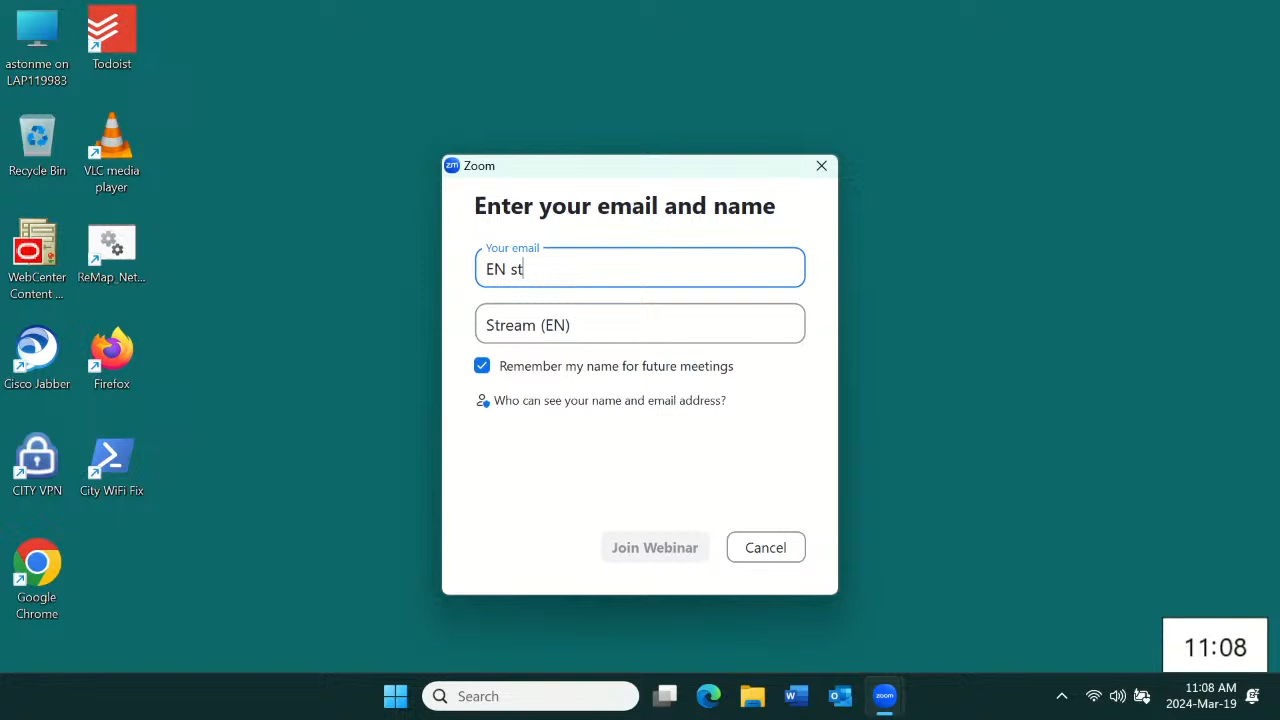 astonme on
LAP119983
Todoist
Recycle Bin
VLC media
player
WebCenter
Content ...
ReMap_Net...
Cisco Jabber
Firefox
CITY VPN
City WiFi Fix
Google
Chrome
zm Zoom
Enter your email and name
Your email
EN st
Stream (EN)
Remember my name for future meetings
Who can see your name and email address?
Join Webinar
Cancel
11:08
Search
zoom
11:08 AM
2024-Mar-19